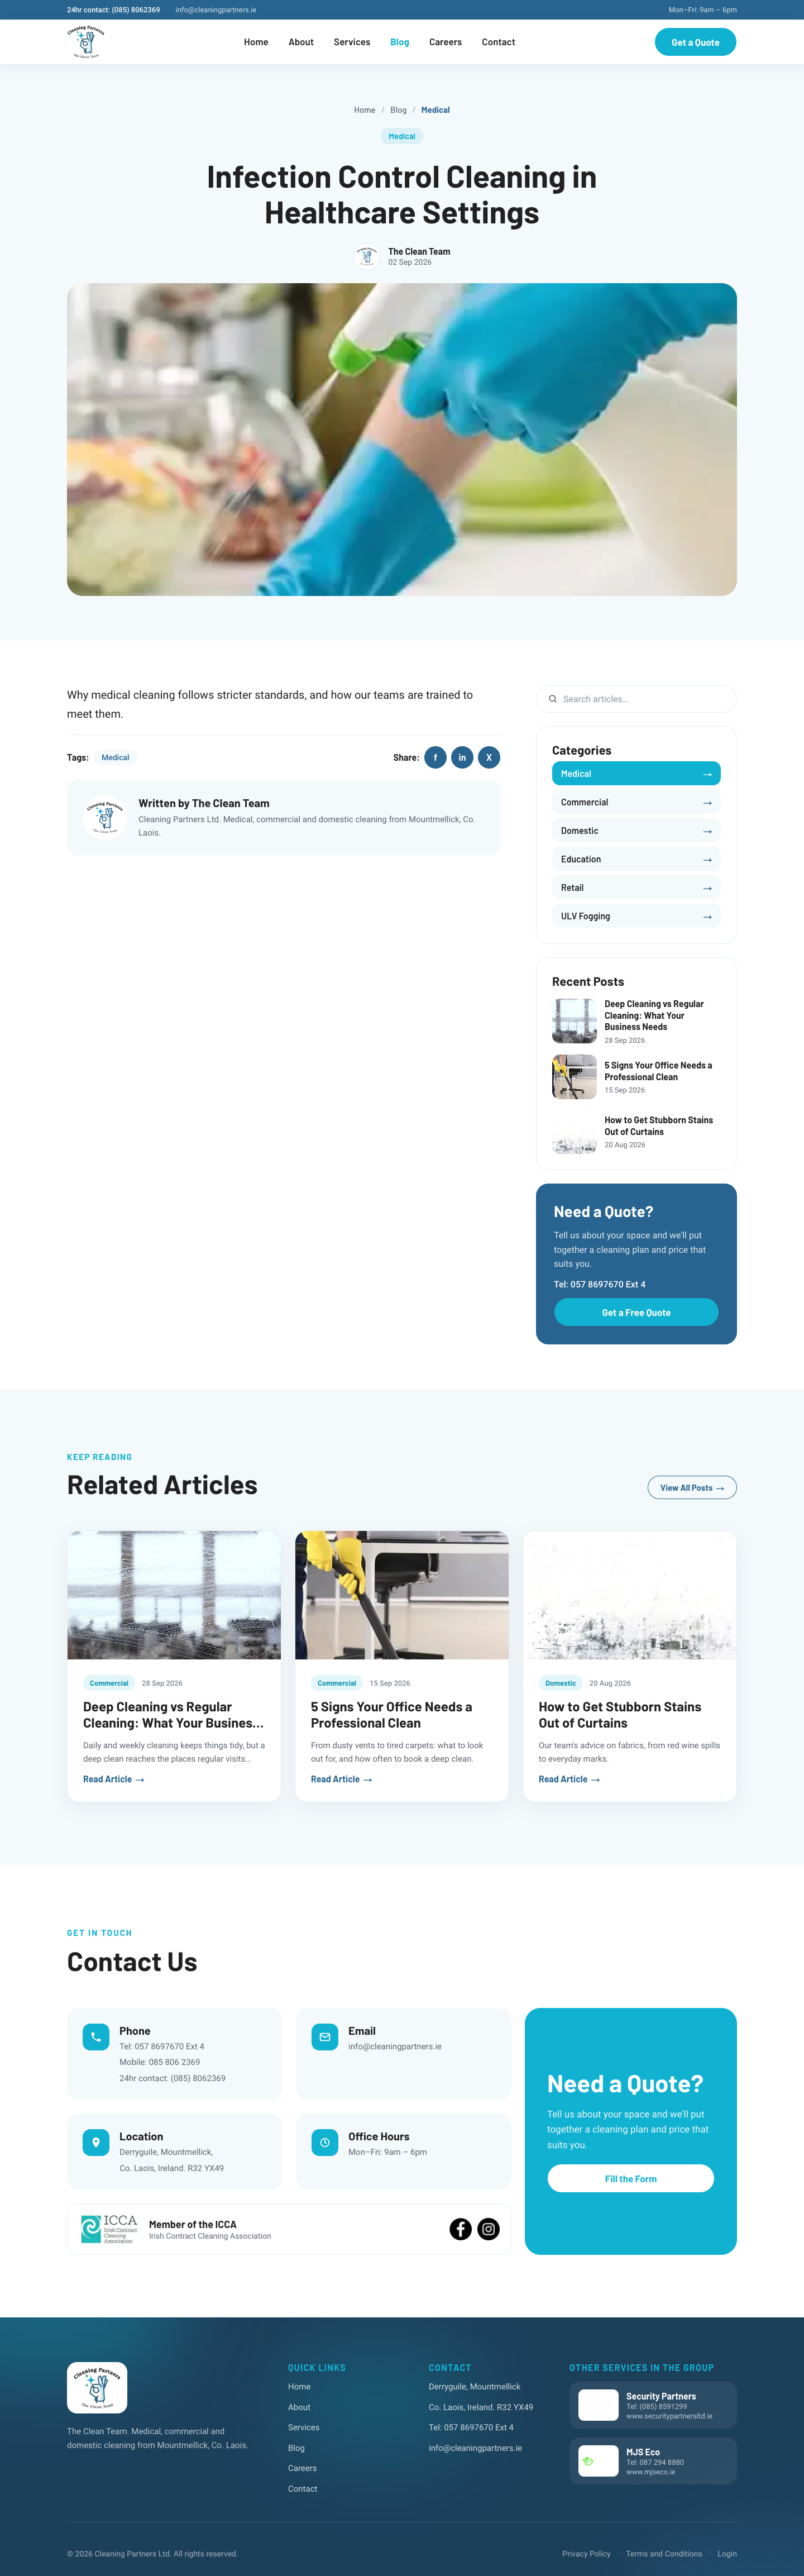 24hr contact: (085) 8062369 info@cleaningpartners.ie Mon–Fri: 9am – 6pm
Cleaning Partners
The Clean Team
Home About Services Blog Careers Contact
Get a Quote
Home / Blog / Medical
Medical
Infection Control Cleaning in
Healthcare Settings
The Clean Team
02 Sep 2026
Why medical cleaning follows stricter standards, and how our teams are trained to
meet them.
Tags: Medical
Share: f in X
Cleaning Partners
The Clean Team
Written by The Clean Team
Cleaning Partners Ltd. Medical, commercial and domestic cleaning from Mountmellick, Co.
Laois.
Search articles...
Categories
Medical →
Commercial →
Domestic →
Education →
Retail →
ULV Fogging →
Recent Posts
Deep Cleaning vs Regular
Cleaning: What Your
Business Needs
28 Sep 2026
5 Signs Your Office Needs a
Professional Clean
15 Sep 2026
How to Get Stubborn Stains
Out of Curtains
20 Aug 2026
Need a Quote?
Tell us about your space and we'll put
together a cleaning plan and price that
suits you.
Tel: 057 8697670 Ext 4
Get a Free Quote
KEEP READING
Related Articles
View All Posts →
Commercial 28 Sep 2026
Deep Cleaning vs Regular
Cleaning: What Your Busines...
Daily and weekly cleaning keeps things tidy, but a
deep clean reaches the places regular visits...
Read Article →
Commercial 15 Sep 2026
5 Signs Your Office Needs a
Professional Clean
From dusty vents to tired carpets: what to look
out for, and how often to book a deep clean.
Read Article →
Domestic 20 Aug 2026
How to Get Stubborn Stains
Out of Curtains
Our team's advice on fabrics, from red wine spills
to everyday marks.
Read Article →
GET IN TOUCH
Contact Us
Phone
Tel: 057 8697670 Ext 4
Mobile: 085 806 2369
24hr contact: (085) 8062369
Email
info@cleaningpartners.ie
Location
Derryguile, Mountmellick,
Co. Laois, Ireland. R32 YX49
Office Hours
Mon–Fri: 9am – 6pm
ICCA
Irish Contract
Cleaning
Association
Member of the ICCA
Irish Contract Cleaning Association
Need a Quote?
Tell us about your space and we'll put
together a cleaning plan and price that
suits you.
Fill the Form
Cleaning Partners
The Clean Team
The Clean Team. Medical, commercial and
domestic cleaning from Mountmellick, Co. Laois.
QUICK LINKS
Home
About
Services
Blog
Careers
Contact
CONTACT
Derryguile, Mountmellick
Co. Laois, Ireland. R32 YX49
Tel: 057 8697670 Ext 4
info@cleaningpartners.ie
OTHER SERVICES IN THE GROUP
Security Partners
Tel: (085) 8591299
www.securitypartnersltd.ie
MJS Eco
Tel: 087 294 8880
www.mjseco.ie
© 2026 Cleaning Partners Ltd. All rights reserved.
Privacy Policy · Terms and Conditions · Login